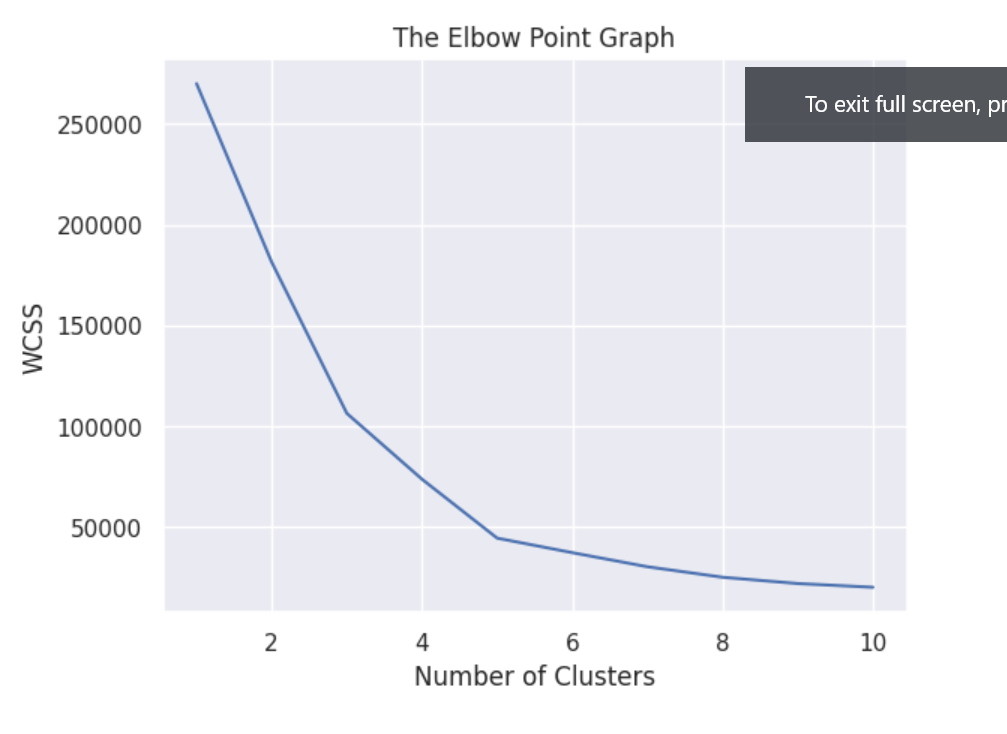 The Elbow Point Graph
To exit full screen, pr
250000
200000
150000
100000
50000
WCSS
2 4 6 8 10
Number of Clusters